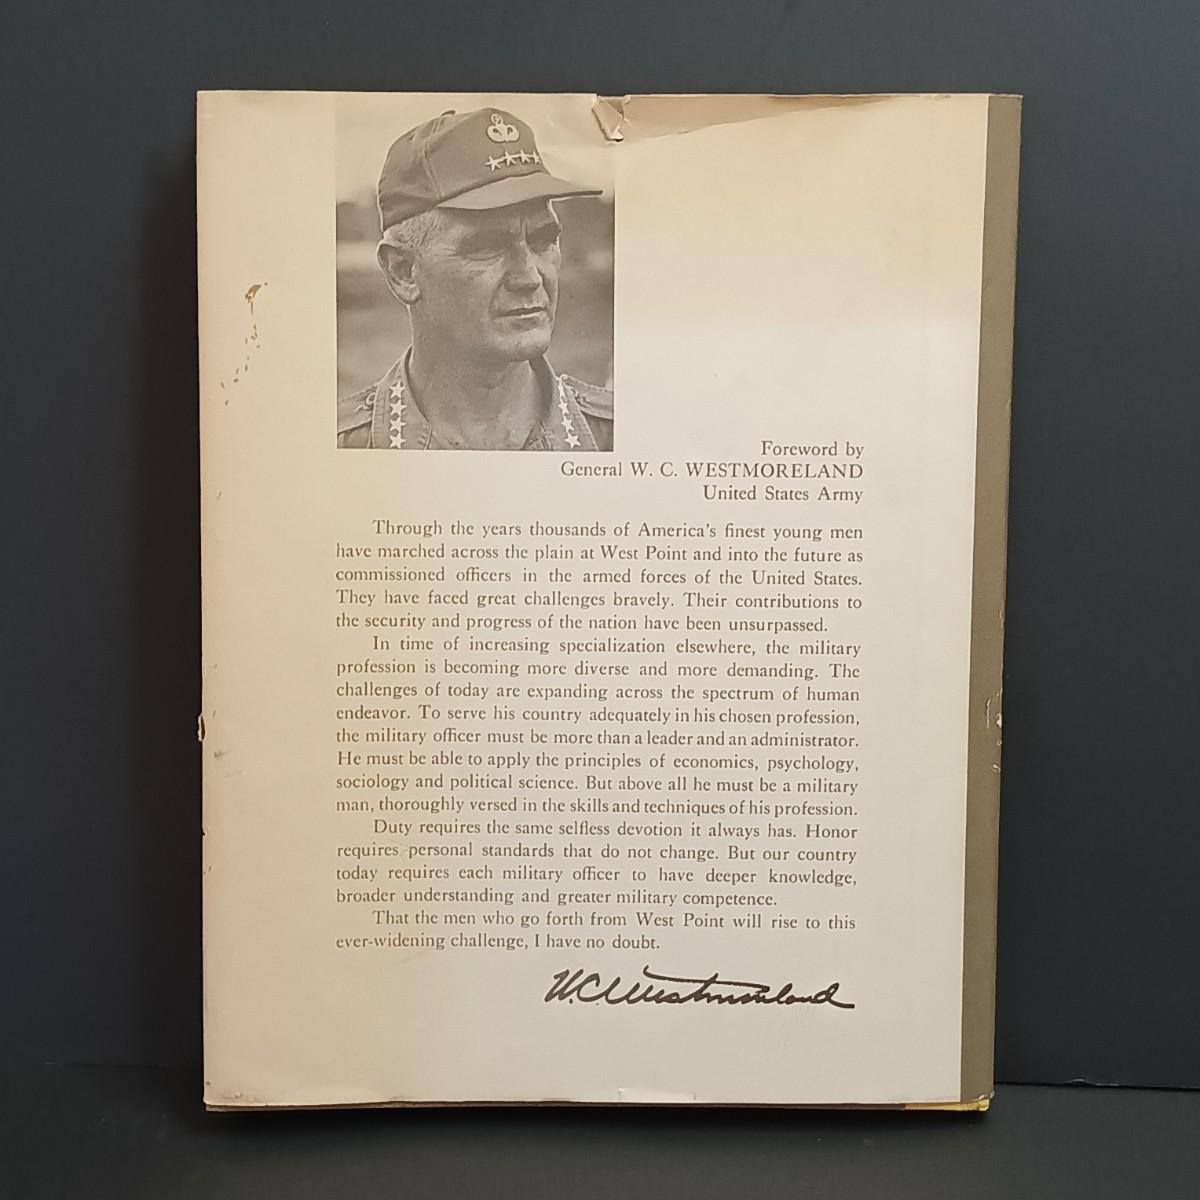 Foreword by
General W. C. WESTMORELAND
United States Army
Through the years thousands of America's finest young men
have marched across the plain at West Point and into the future as
commissioned officers in the armed forces of the United States.
They have faced great challenges bravely. Their contributions to
the security and progress of the nation have been unsurpassed.
In time of increasing specialization elsewhere, the military
profession is becoming more diverse and more demanding. The
challenges of today are expanding across the spectrum of human
endeavor. To serve his country adequately in his chosen profession,
the military officer must be more than a leader and an administrator.
He must be able to apply the principles of economics, psychology,
sociology and political science. But above all he must be a military
man, thoroughly versed in the skills and techniques of his profession.
Duty requires the same selfless devotion it always has. Honor
requires personal standards that do not change. But our country
today requires each military officer to have deeper knowledge,
broader understanding and greater military competence.
That the men who go forth from West Point will rise to this
ever-widening challenge, I have no doubt.
W.C. Westmoreland